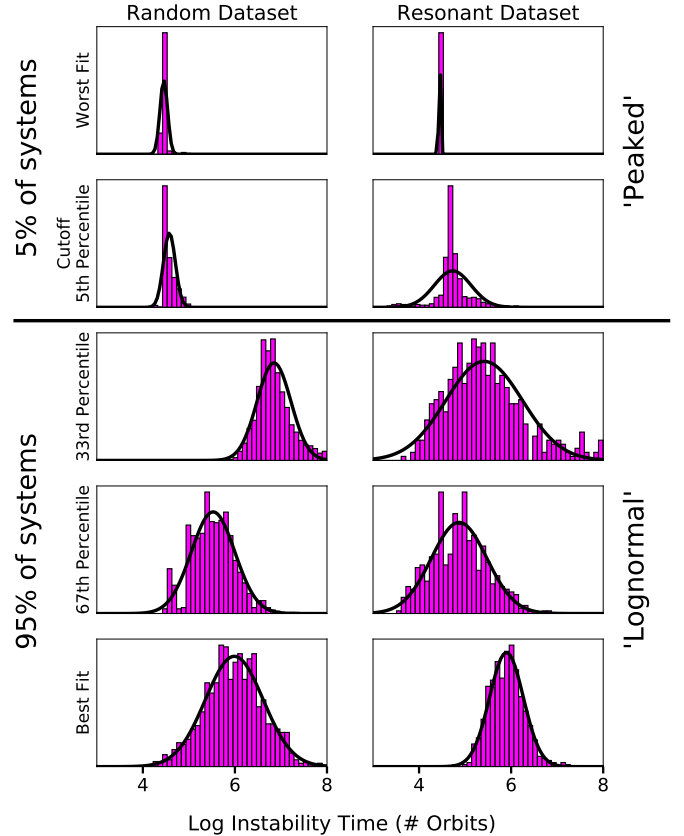 Random Dataset
Resonant Dataset
5% of systems
Worst Fit
'Peaked'
Cutoff
5th Percentile
95% of systems
33rd Percentile
67th Percentile
'Lognormal'
Best Fit
4 6 8
4 6 8
Log Instability Time (# Orbits)